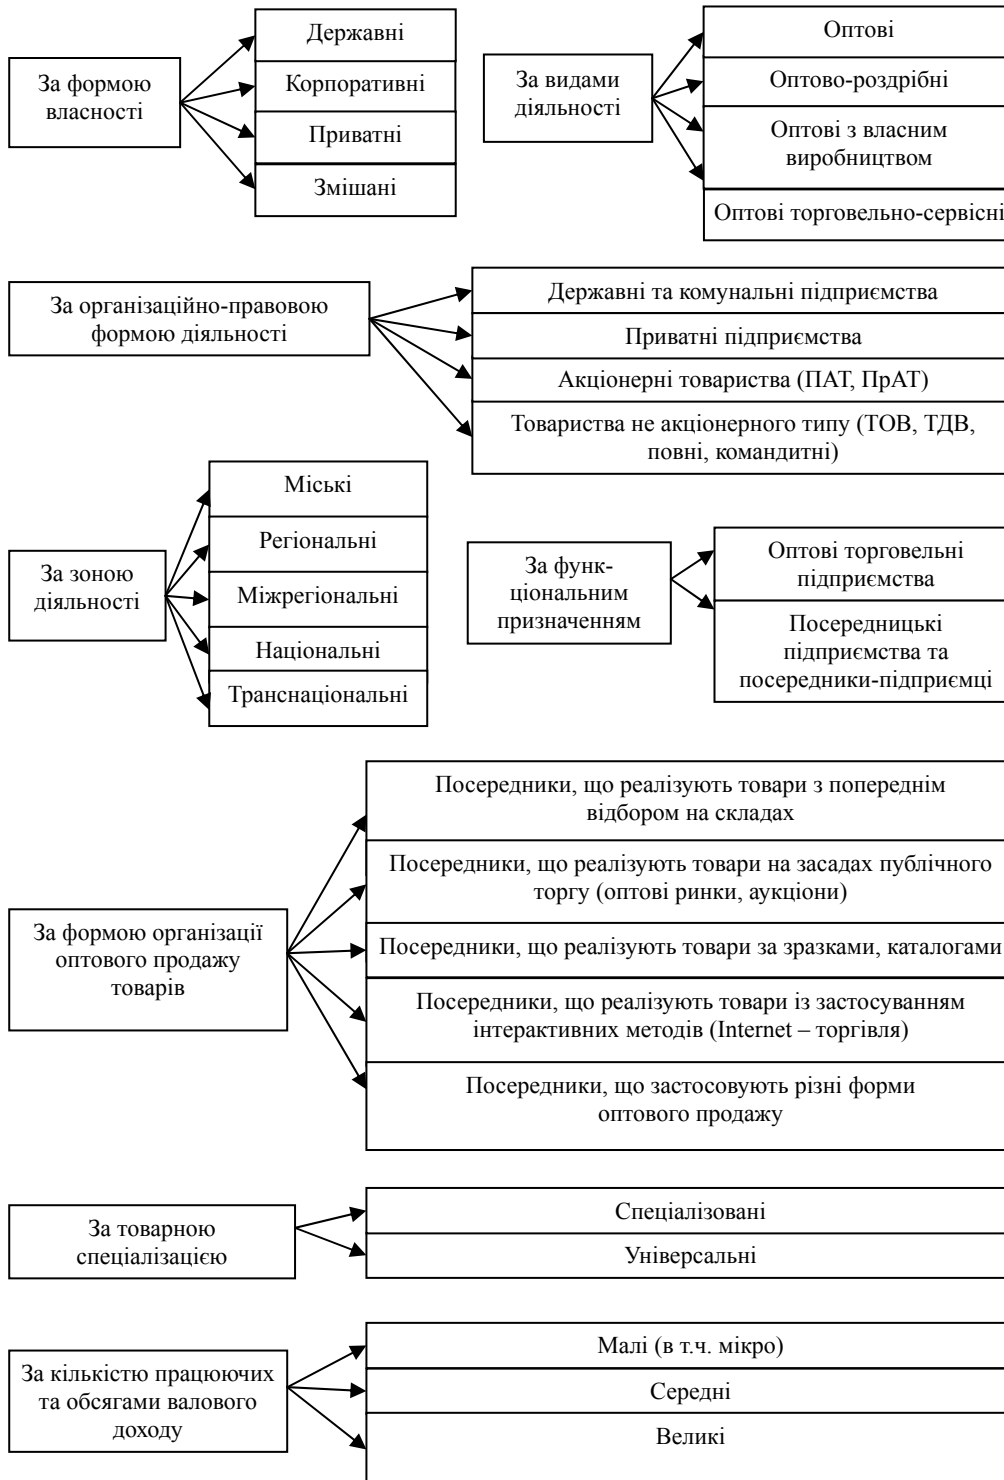 За формою
власності
Державні
Корпоративні
Приватні
Змішані
За видами
діяльності
Оптові
Оптово-роздрібні
Оптові з власним
виробництвом
Оптові торговельно-сервісні
За організаційно-правовою
формою діяльності
Державні та комунальні підприємства
Приватні підприємства
Акціонерні товариства (ПАТ, ПрАТ)
Товариства не акціонерного типу (ТОВ, ТДВ,
повні, командитні)
За зоною
діяльності
Міські
Регіональні
Міжрегіональні
Національні
Транснаціональні
За функ-
ціональним
призначенням
Оптові торговельні
підприємства
Посередницькі
підприємства та
посередники-підприємці
За формою організації
оптового продажу
товарів
Посередники, що реалізують товари з попереднім
відбором на складах
Посередники, що реалізують товари на засадах публічного
торгу (оптові ринки, аукціони)
Посередники, що реалізують товари за зразками, каталогами
Посередники, що реалізують товари із застосуванням
інтерактивних методів (Internet – торгівля)
Посередники, що застосовують різні форми
оптового продажу
За товарною
спеціалізацією
Спеціалізовані
Універсальні
За кількістю працюючих
та обсягами валового
доходу
Малі (в т.ч. мікро)
Середні
Великі